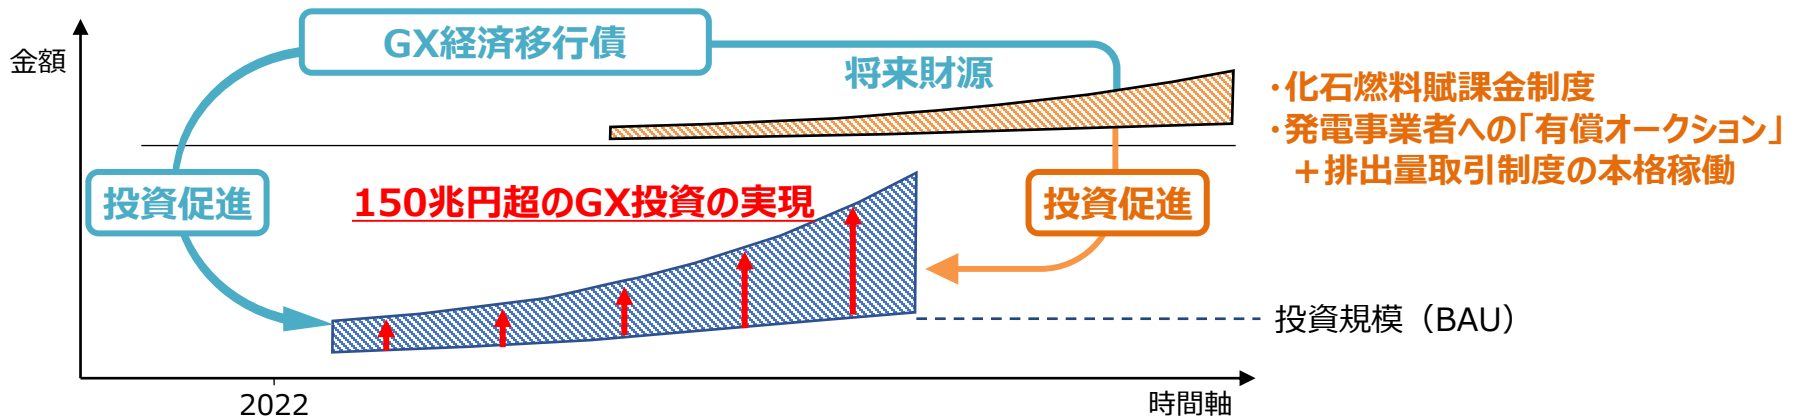 GX経済移行債
金額
将来財源
・化石燃料賦課金制度
・発電事業者への「有償オークション」
＋排出量取引制度の本格稼働
投資促進
150兆円超のGX投資の実現
投資促進
投資規模（BAU）
2022
時間軸